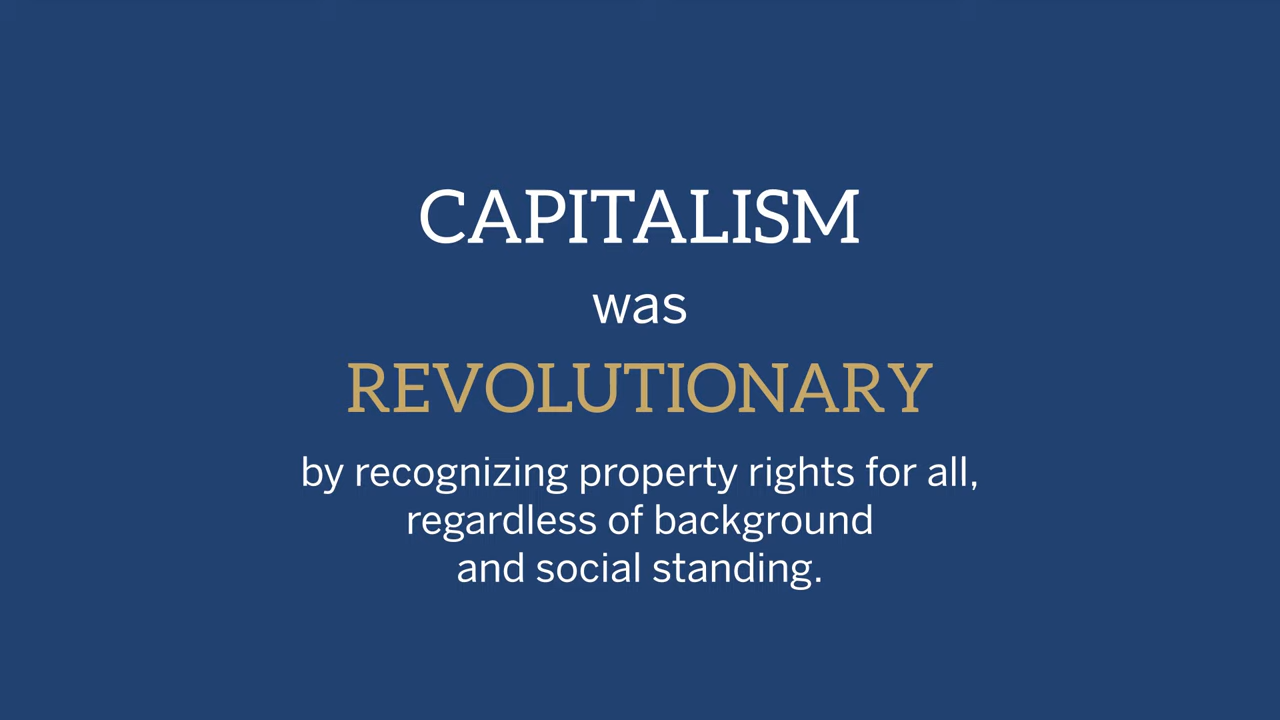 CAPITALISM
was
REVOLUTIONARY
by recognizing property rights for all,
regardless of background
and social standing.